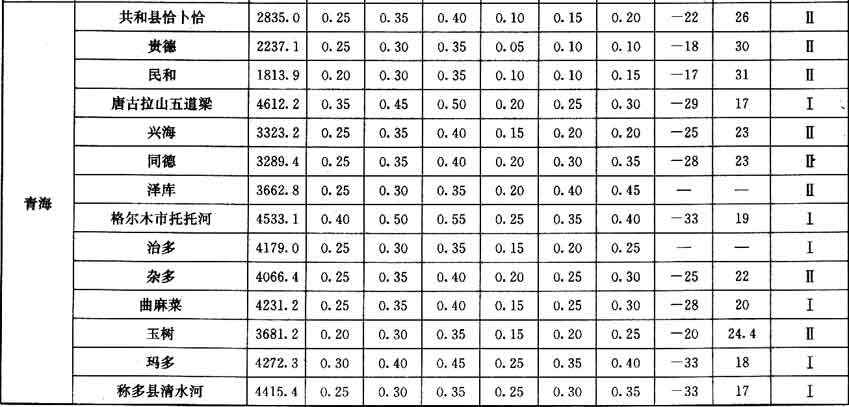 青海
共和县恰卜恰 2835.0 0.25 0.35 0.40 0.10 0.15 0.20 −22 26 Ⅱ
贵德 2237.1 0.25 0.30 0.35 0.05 0.10 0.10 −18 30 Ⅱ
民和 1813.9 0.20 0.30 0.35 0.10 0.10 0.15 −17 31 Ⅱ
唐古拉山五道梁 4612.2 0.35 0.45 0.50 0.20 0.25 0.30 −29 17 Ⅰ
兴海 3323.2 0.25 0.35 0.40 0.15 0.20 0.20 −25 23 Ⅱ
同德 3289.4 0.25 0.35 0.40 0.20 0.30 0.35 −28 23 Ⅱ
泽库 3662.8 0.25 0.30 0.35 0.20 0.40 0.45 — — Ⅱ
格尔木市托托河 4533.1 0.40 0.50 0.55 0.25 0.35 0.40 −33 19 Ⅰ
治多 4179.0 0.25 0.30 0.35 0.15 0.20 0.25 — — Ⅰ
杂多 4066.4 0.25 0.35 0.40 0.20 0.25 0.30 −25 22 Ⅱ
曲麻菜 4231.2 0.25 0.35 0.40 0.15 0.25 0.30 −28 20 Ⅰ
玉树 3681.2 0.20 0.30 0.35 0.15 0.20 0.25 −20 24.4 Ⅱ
玛多 4272.3 0.30 0.40 0.45 0.25 0.35 0.40 −33 18 Ⅰ
称多县清水河 4415.4 0.25 0.30 0.35 0.25 0.30 0.35 −33 17 Ⅰ